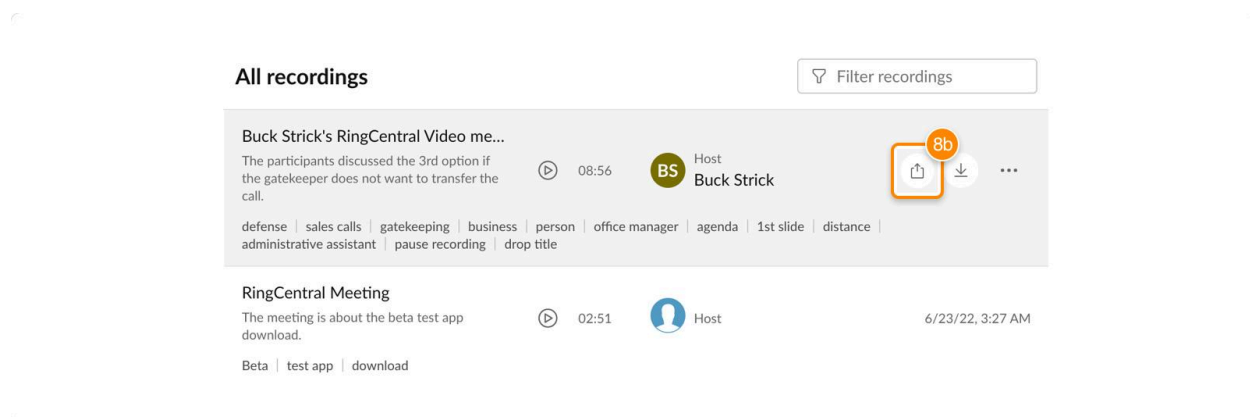 All recordings
Filter recordings
Buck Strick's RingCentral Video me...
The participants discussed the 3rd option if
the gatekeeper does not want to transfer the
call.
08:56
BS
Host
Buck Strick
8b
defense | sales calls | gatekeeping | business | person | office manager | agenda | 1st slide | distance |
administrative assistant | pause recording | drop title
RingCentral Meeting
The meeting is about the beta test app
download.
02:51
Host
6/23/22, 3:27 AM
Beta | test app | download